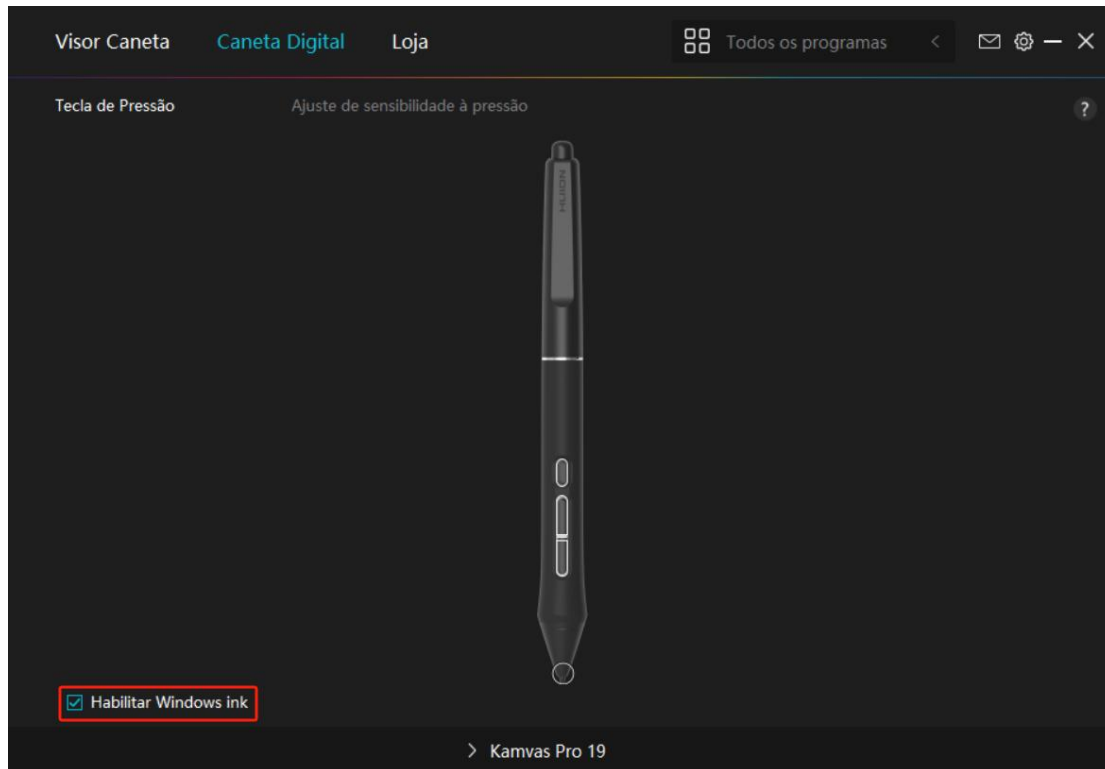 Visor Caneta Caneta Digital Loja Todos os programas <
Tecla de Pressão Ajuste de sensibilidade à pressão ?
HUION
Habilitar Windows ink
> Kamvas Pro 19